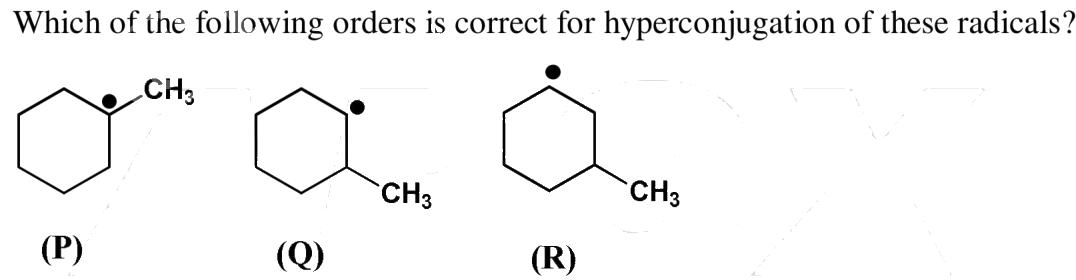 Which of the following orders is correct for hyperconjugation of these radicals?
CH₃
CH₃
CH₃
(P) (Q) (R)